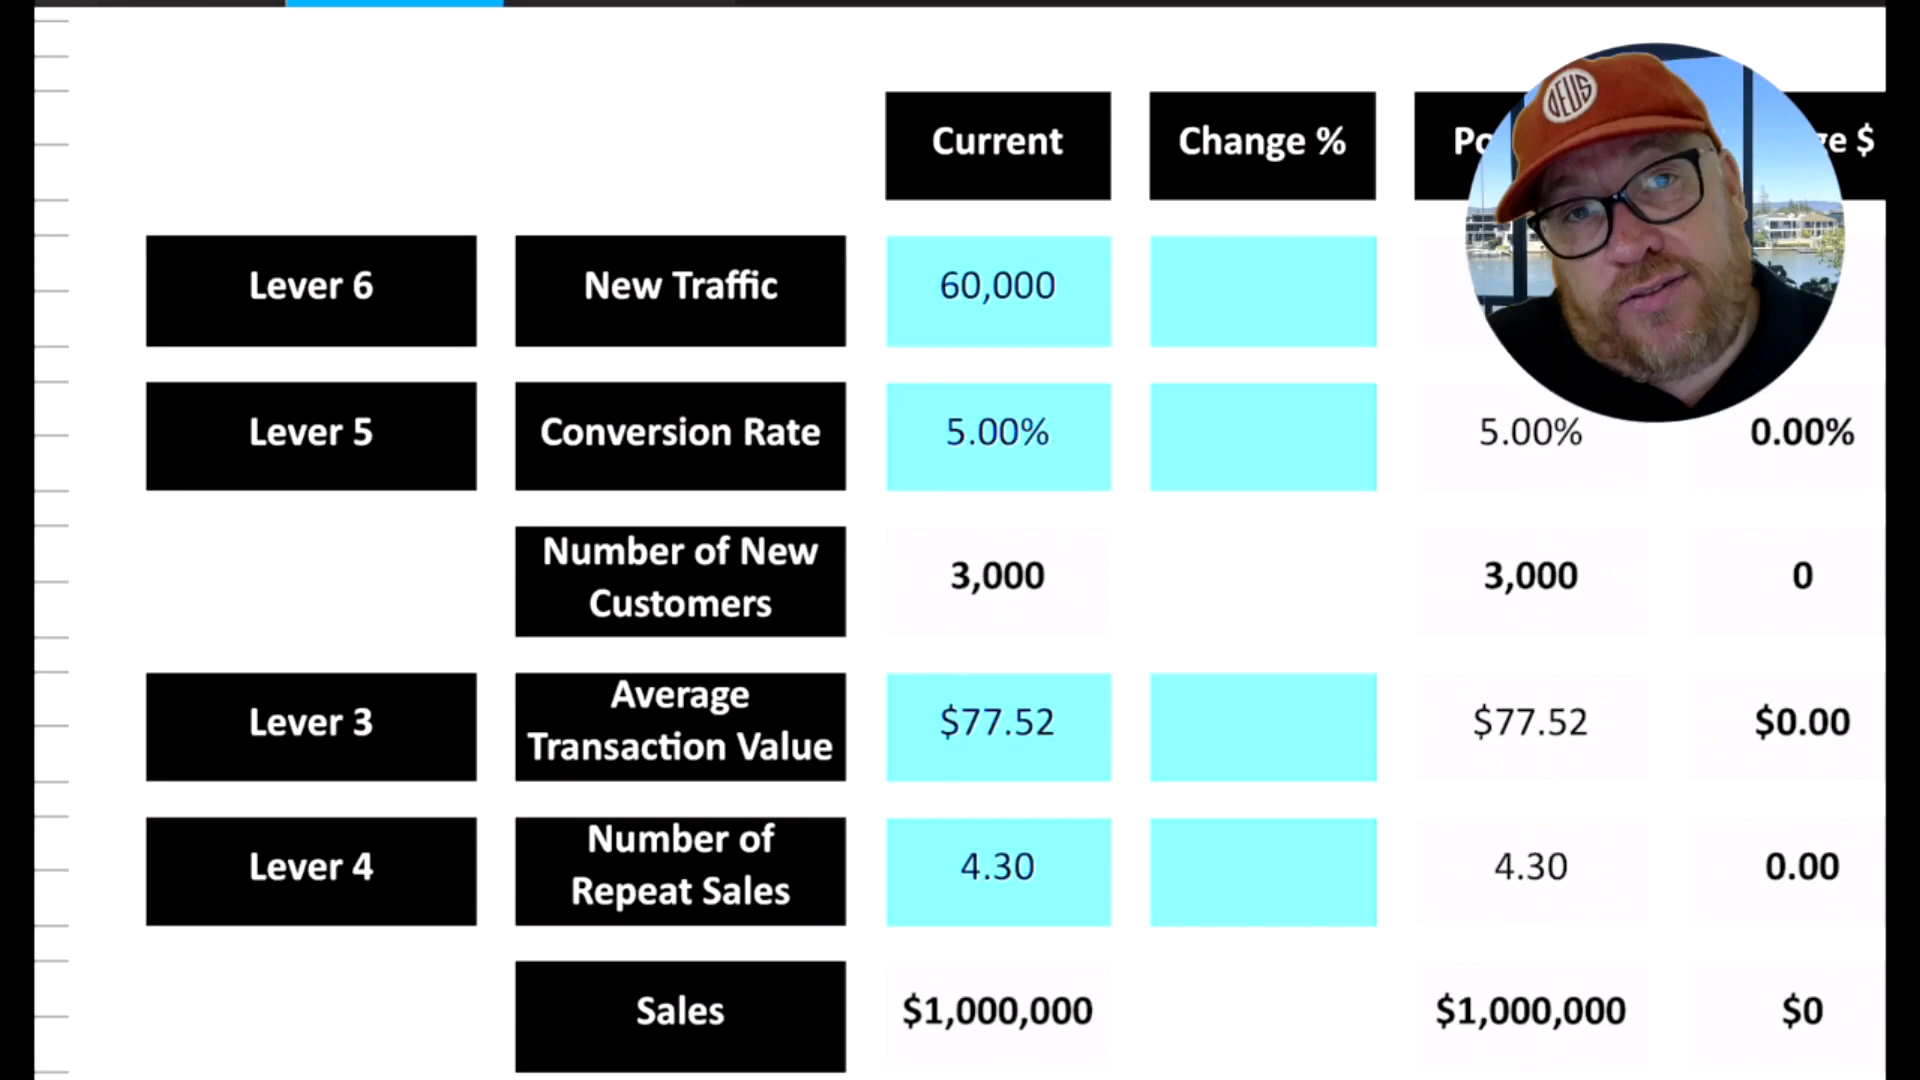 Current
Change %
Po
e $
DEUS
Lever 6
New Traffic
60,000
Lever 5
Conversion Rate
5.00%
5.00%
0.00%
Number of New
Customers
3,000
3,000
0
Lever 3
Average
Transaction Value
$77.52
$77.52
$0.00
Lever 4
Number of
Repeat Sales
4.30
4.30
0.00
Sales
$1,000,000
$1,000,000
$0